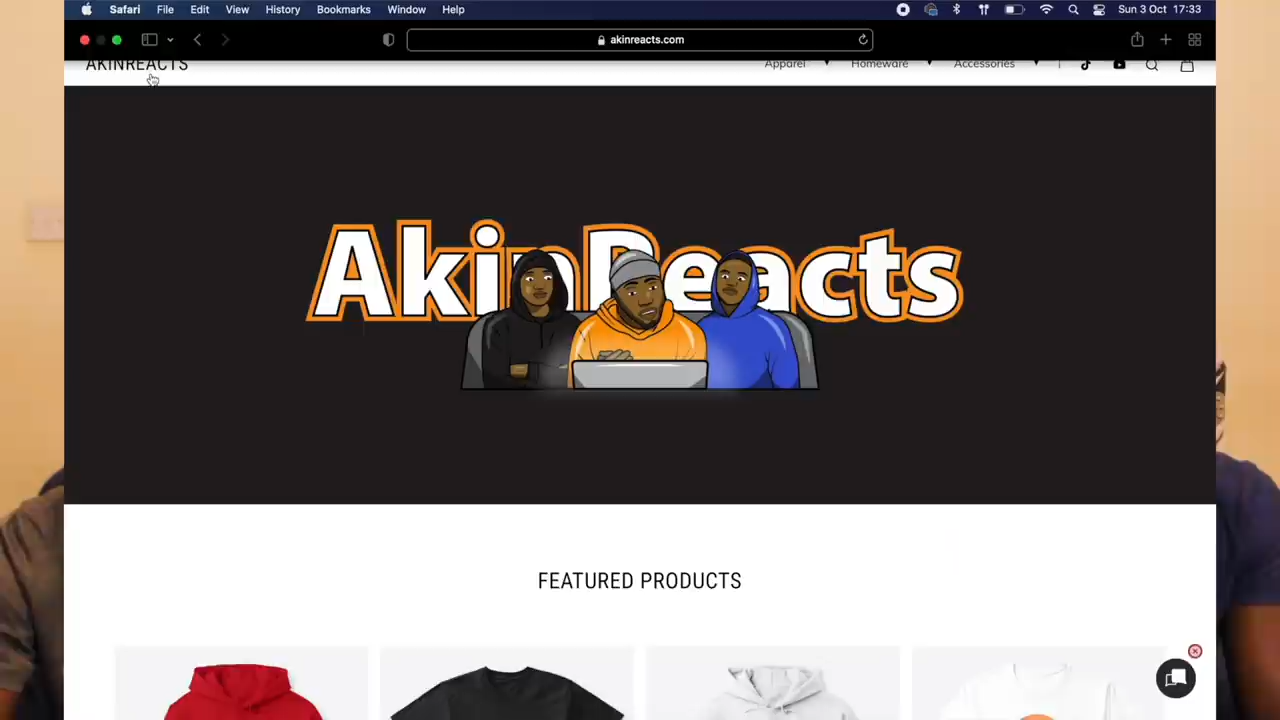 Safari File Edit View History Bookmarks Window Help Sun 3 Oct 17:33
akinreacts.com
AKINREACTS Apparel Homeware Accessories
AkinReacts
FEATURED PRODUCTS